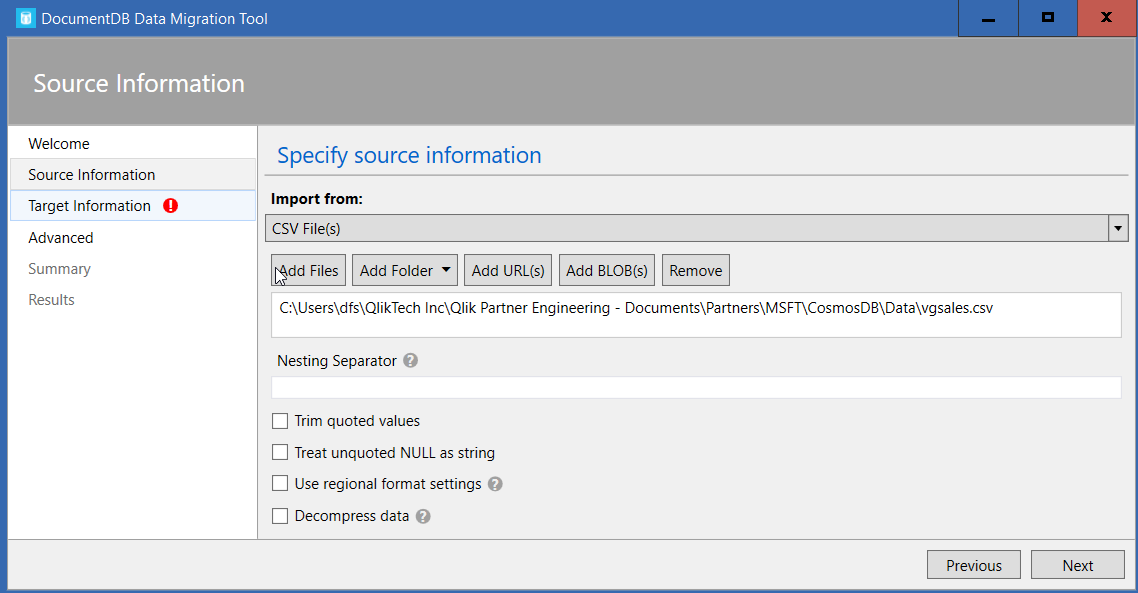 DocumentDB Data Migration Tool
Source Information
Welcome
Source Information
Target Information
Advanced
Summary
Results
Specify source information
Import from:
CSV File(s)
Add Files Add Folder Add URL(s) Add BLOB(s) Remove
C:\Users\dfs\QlikTech Inc\Qlik Partner Engineering - Documents\Partners\MSFT\CosmosDB\Data\vgsales.csv
Nesting Separator ?
Trim quoted values
Treat unquoted NULL as string
Use regional format settings ?
Decompress data ?
Previous Next